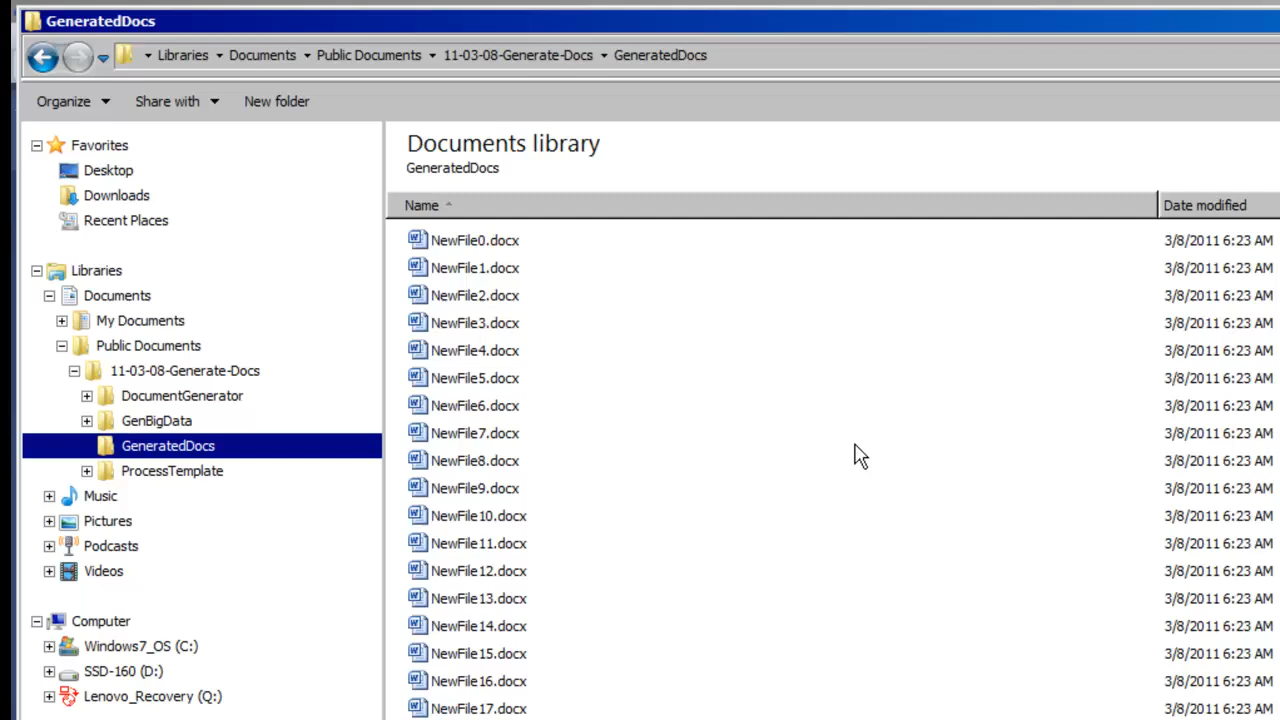 GeneratedDocs
Libraries Documents Public Documents 11-03-08-Generate-Docs GeneratedDocs
Organize Share with New folder
Favorites
Desktop
Downloads
Recent Places
Libraries
Documents
My Documents
Public Documents
11-03-08-Generate-Docs
DocumentGenerator
GenBigData
GeneratedDocs
ProcessTemplate
Music
Pictures
Podcasts
Videos
Computer
Windows7_OS (C:)
SSD-160 (D:)
Lenovo_Recovery (Q:)
Documents library
GeneratedDocs
Name Date modified
NewFile0.docx 3/8/2011 6:23 AM
NewFile1.docx 3/8/2011 6:23 AM
NewFile2.docx 3/8/2011 6:23 AM
NewFile3.docx 3/8/2011 6:23 AM
NewFile4.docx 3/8/2011 6:23 AM
NewFile5.docx 3/8/2011 6:23 AM
NewFile6.docx 3/8/2011 6:23 AM
NewFile7.docx 3/8/2011 6:23 AM
NewFile8.docx 3/8/2011 6:23 AM
NewFile9.docx 3/8/2011 6:23 AM
NewFile10.docx 3/8/2011 6:23 AM
NewFile11.docx 3/8/2011 6:23 AM
NewFile12.docx 3/8/2011 6:23 AM
NewFile13.docx 3/8/2011 6:23 AM
NewFile14.docx 3/8/2011 6:23 AM
NewFile15.docx 3/8/2011 6:23 AM
NewFile16.docx 3/8/2011 6:23 AM
NewFile17.docx 3/8/2011 6:23 AM